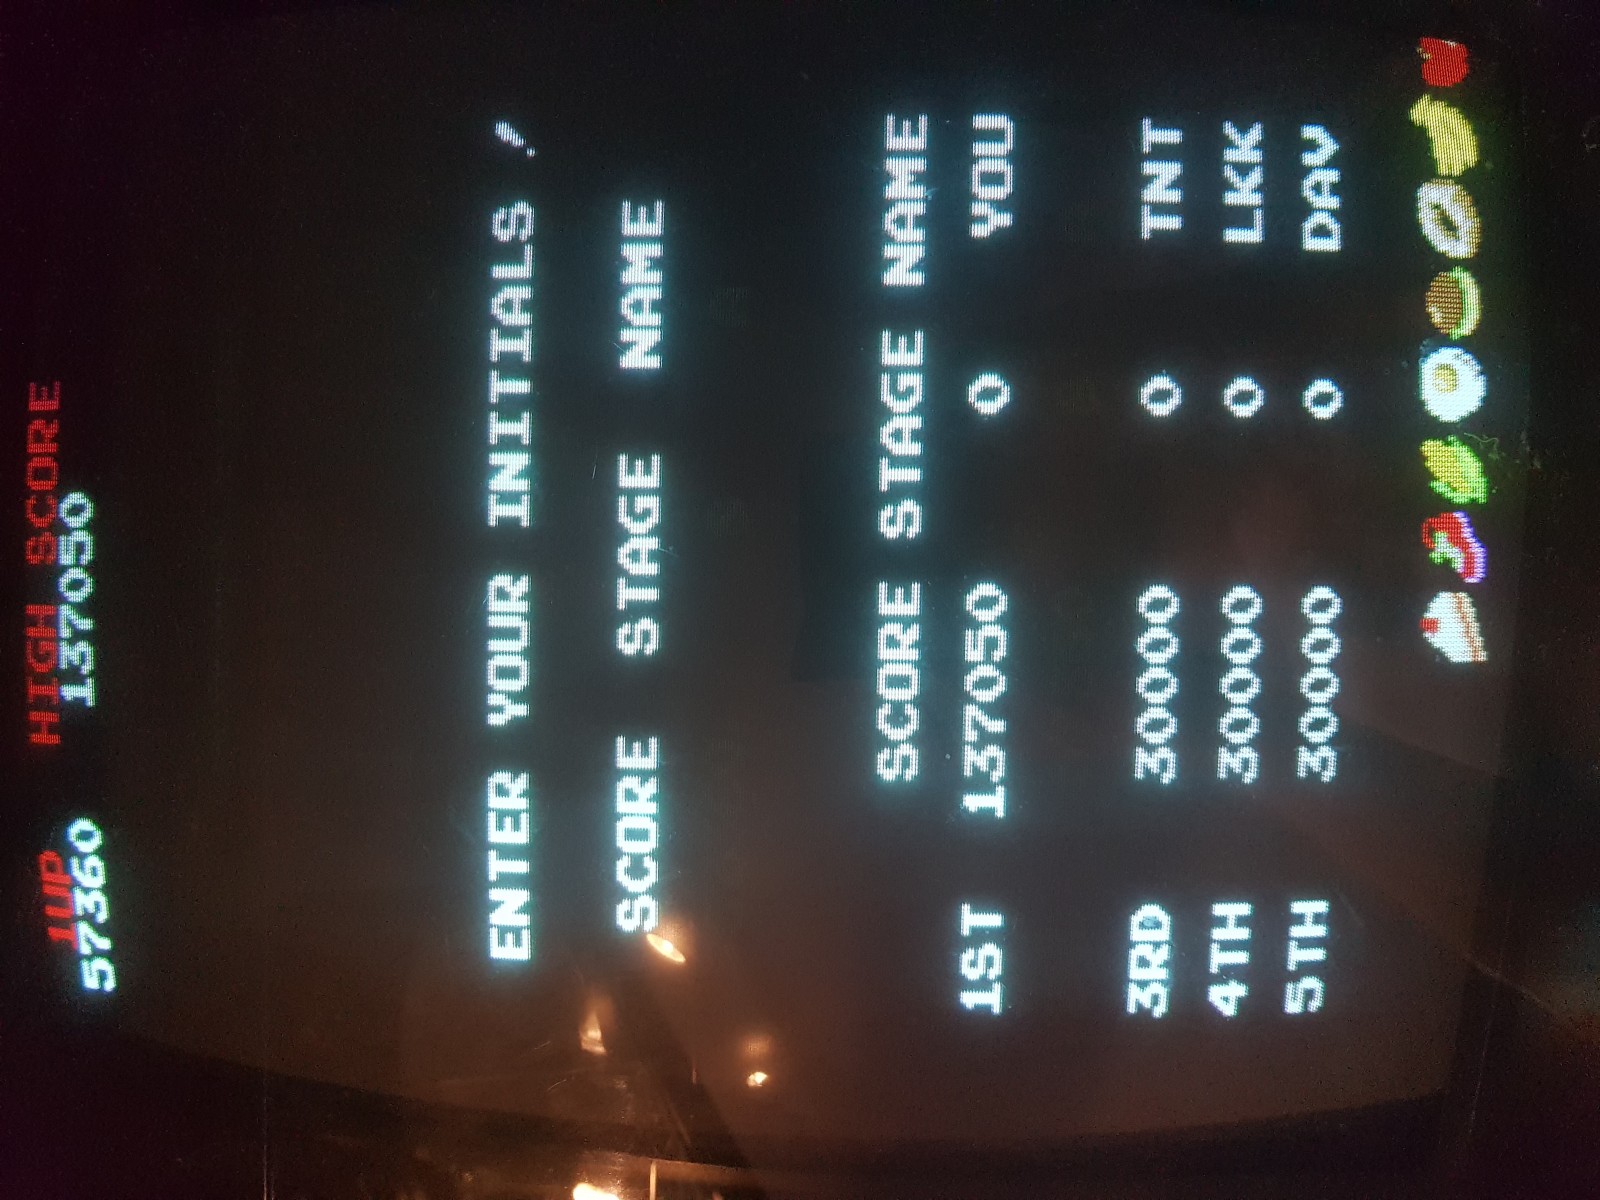 1UP HIGH SCORE
57360 137050
ENTER YOUR INITIALS !
SCORE STAGE NAME
SCORE STAGE NAME
1ST 137050 0 YOU
3RD 30000 0 TNT
4TH 30000 0 LKK
5TH 30000 0 DAV